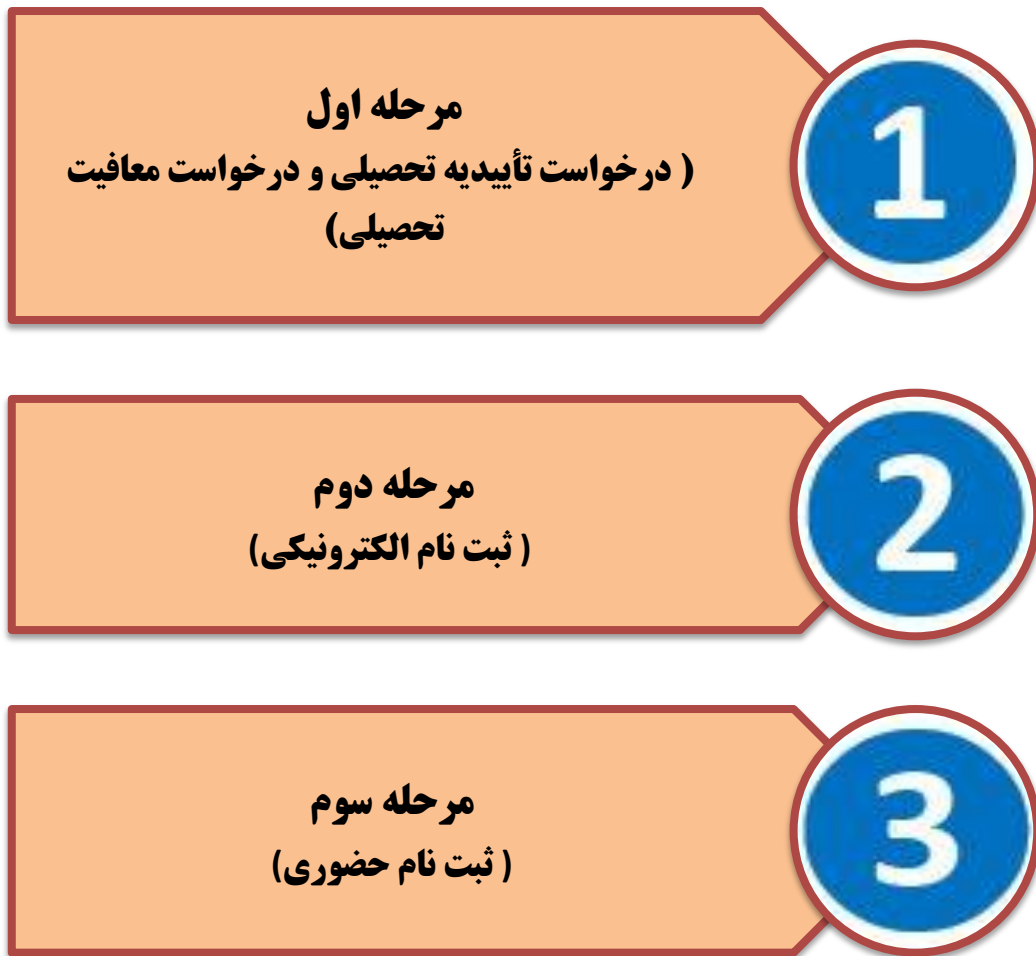 مرحله اول
( درخواست تأییدیه تحصیلی و درخواست معافیت
تحصیلی)
1
مرحله دوم
( ثبت نام الکترونیکی)
2
مرحله سوم
( ثبت نام حضوری)
3